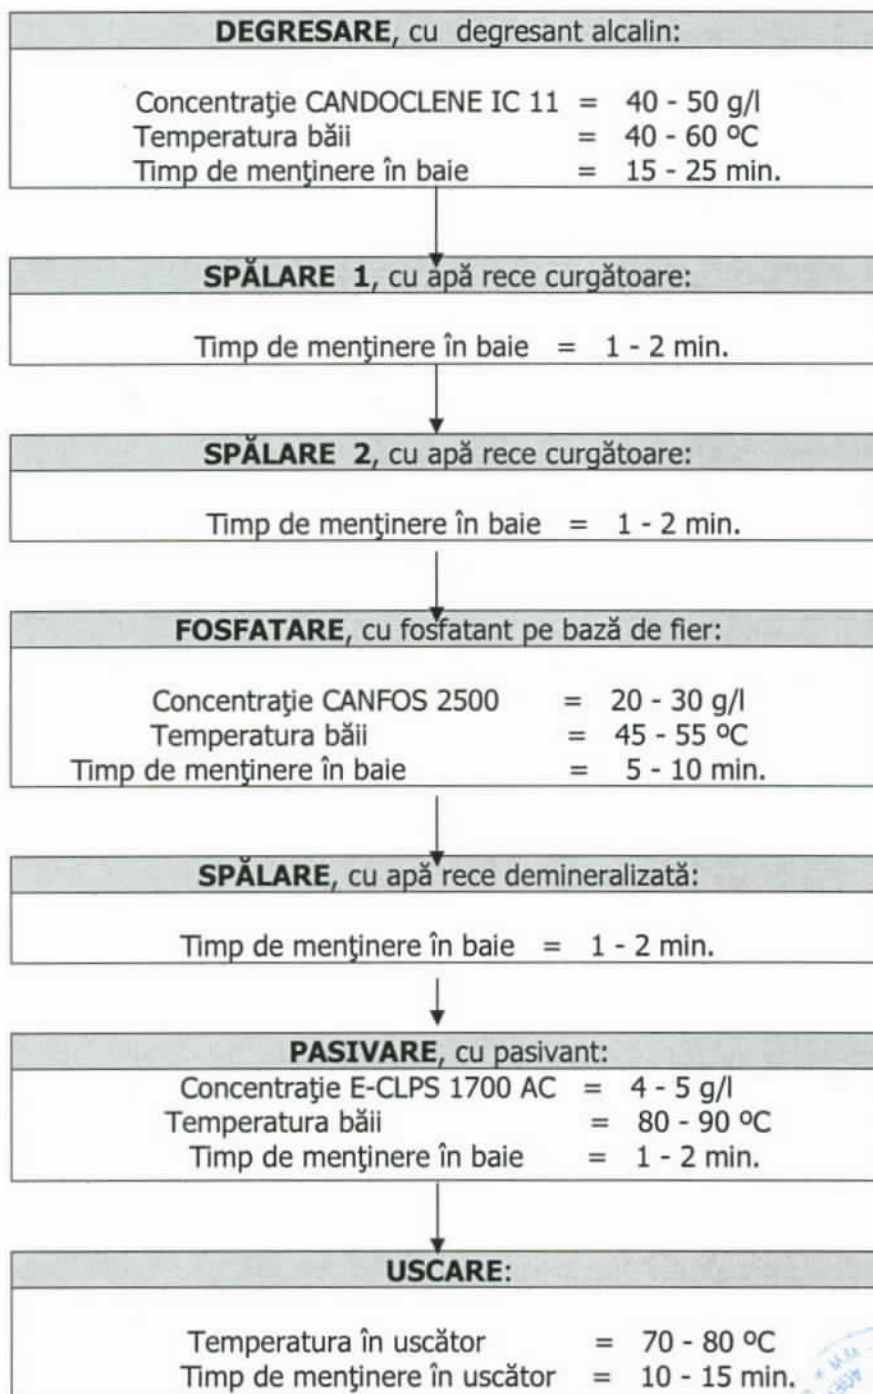 DEGRESARE, cu degresant alcalin:
Concentraţie CANDOCLENE IC 11 = 40 - 50 g/l
Temperatura băii = 40 - 60 ºC
Timp de menţinere în baie = 15 - 25 min.
SPĂLARE 1, cu apă rece curgătoare:
Timp de menţinere în baie = 1 - 2 min.
SPĂLARE 2, cu apă rece curgătoare:
Timp de menţinere în baie = 1 - 2 min.
FOSFATARE, cu fosfatant pe bază de fier:
Concentraţie CANFOS 2500 = 20 - 30 g/l
Temperatura băii = 45 - 55 ºC
Timp de menţinere în baie = 5 - 10 min.
SPĂLARE, cu apă rece demineralizată:
Timp de menţinere în baie = 1 - 2 min.
PASIVARE, cu pasivant:
Concentraţie E-CLPS 1700 AC = 4 - 5 g/l
Temperatura băii = 80 - 90 ºC
Timp de menţinere în baie = 1 - 2 min.
USCARE:
Temperatura în uscător = 70 - 80 ºC
Timp de menţinere în uscător = 10 - 15 min.